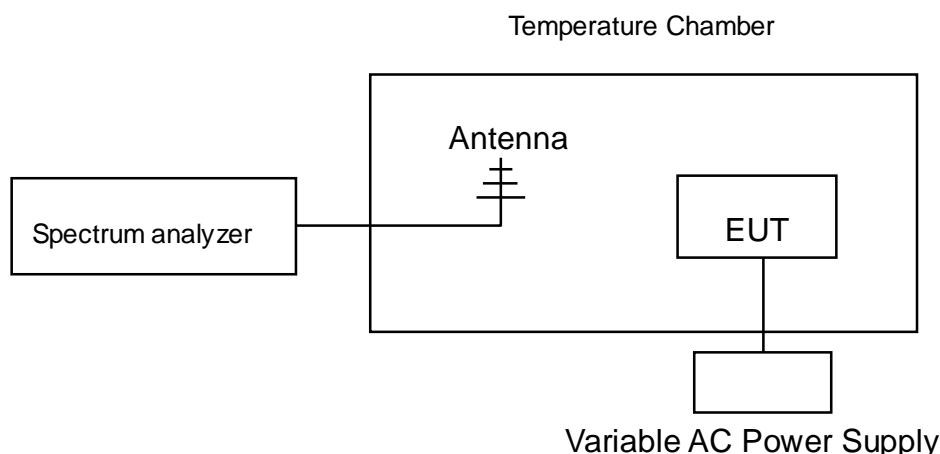 Temperature Chamber
Antenna
Spectrum analyzer
EUT
Variable AC Power Supply